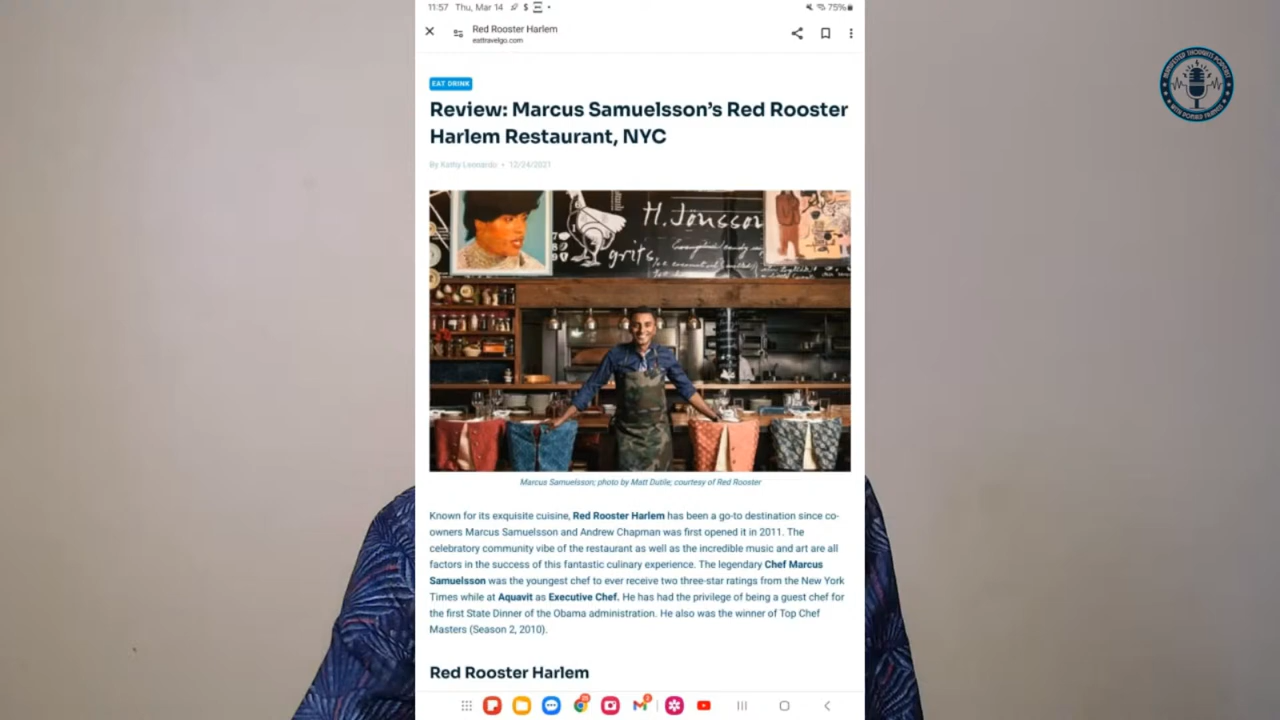 11:57 Thu, Mar 14 $
75%
Red Rooster Harlem
eattravelgo.com
EAT DRINK
Review: Marcus Samuelsson's Red Rooster
Harlem Restaurant, NYC
By Kathy Leonardo • 12/24/2021
H. Jönsson
grits,
Marcus Samuelsson; photo by Matt Dutile; courtesy of Red Rooster
Known for its exquisite cuisine, Red Rooster Harlem has been a go-to destination since co-
owners Marcus Samuelsson and Andrew Chapman was first opened it in 2011. The
celebratory community vibe of the restaurant as well as the incredible music and art are all
factors in the success of this fantastic culinary experience. The legendary Chef Marcus
Samuelsson was the youngest chef to ever receive two three-star ratings from the New York
Times while at Aquavit as Executive Chef. He has had the privilege of being a guest chef for
the first State Dinner of the Obama administration. He also was the winner of Top Chef
Masters (Season 2, 2010).
Red Rooster Harlem